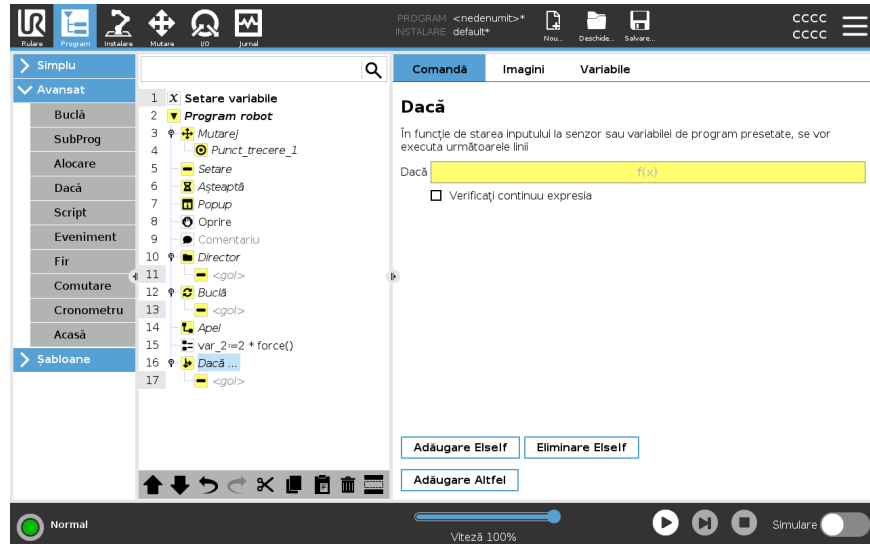 PROGRAM <nedenumit>*
INSTALARE default*
Rulare Program Instalare Mutare I/O Jurnal
Nou... Deschide... Salvare...
cccc
cccc
Simplu
Avansat
Buclă
SubProg
Alocare
Dacă
Script
Eveniment
Fir
Comutare
Cronometru
Acasă
Șabloane
1 X Setare variabile
2 Program robot
3 MutareJ
4 Punct_trecere_1
5 Setare
6 Așteaptă
7 Popup
8 Oprire
9 Comentariu
10 Director
11 <gol>
12 Buclă
13 <gol>
14 Apel
15 var_2≔2 * force()
16 Dacă ...
17 <gol>
Comandă Imagini Variabile
Dacă
În funcție de starea inputului la senzor sau variabilei de program presetate, se vor
executa următoarele linii
Dacă f(x)
Verificați continuu expresia
Adăugare ElseIf Eliminare ElseIf
Adăugare Altfel
Normal
Viteză 100%
Simulare